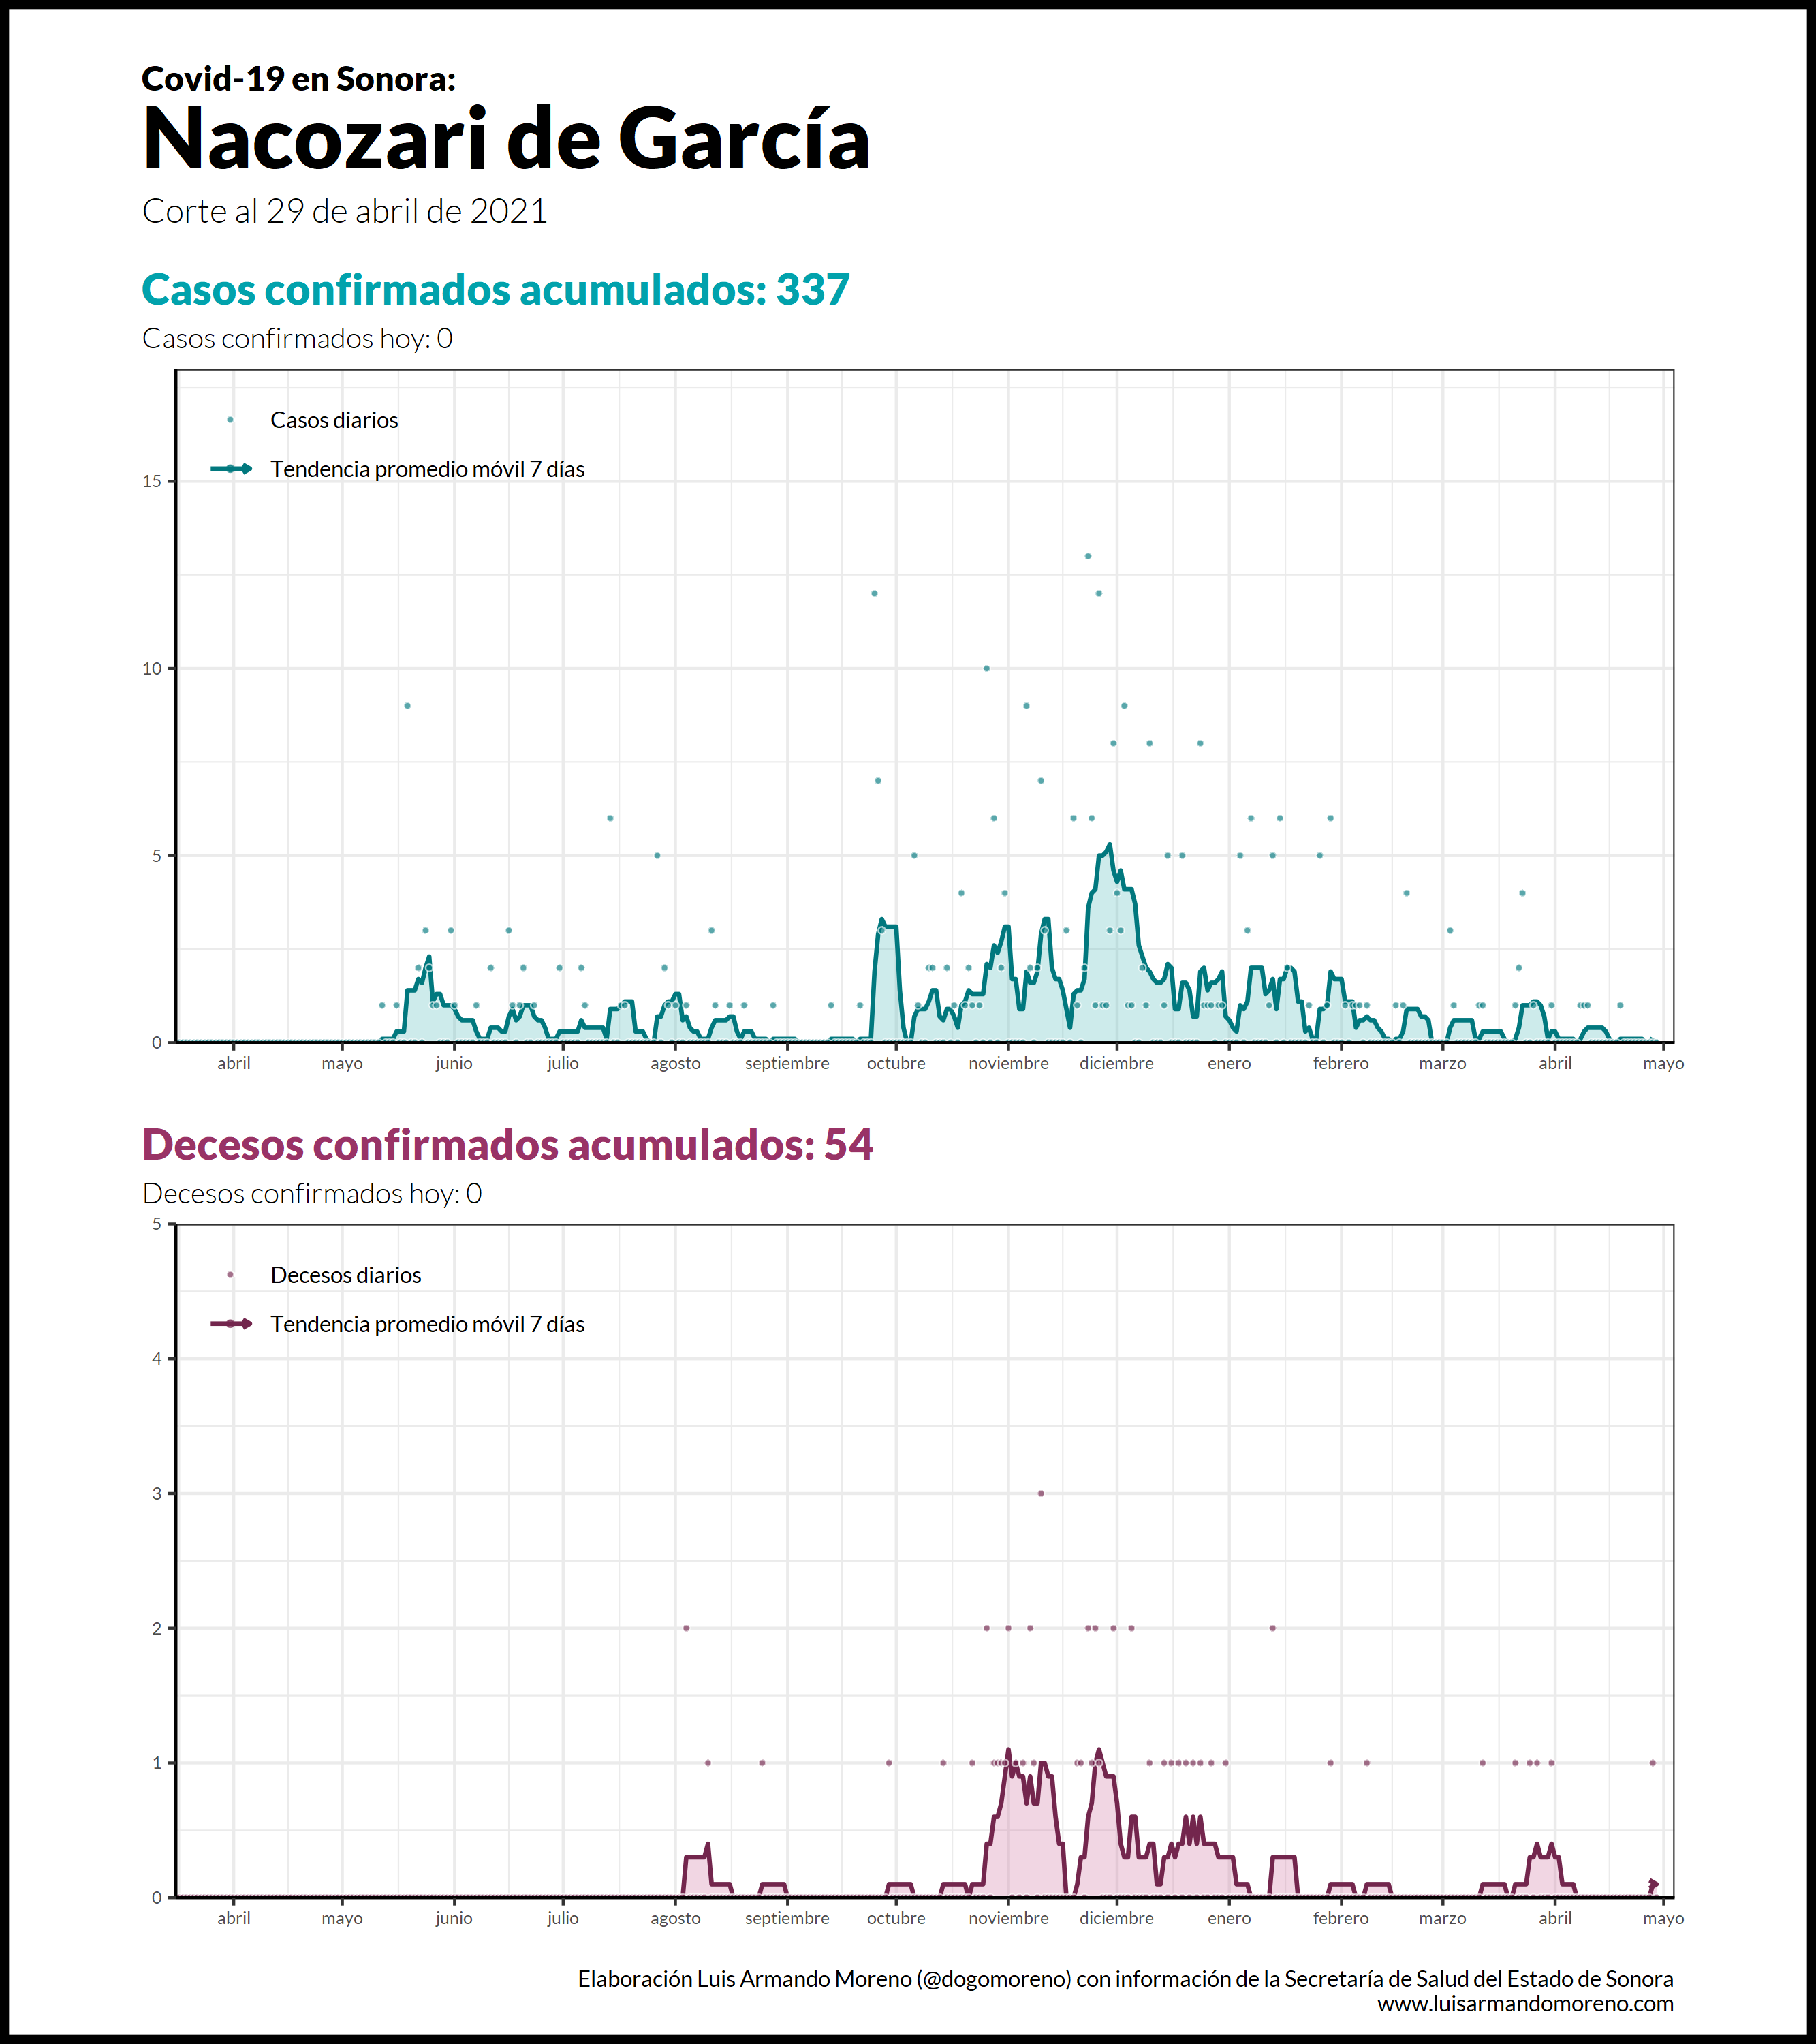 Covid-19 en Sonora:
Nacozari de García
Corte al 29 de abril de 2021
Casos confirmados acumulados: 337
Casos confirmados hoy: 0
Casos diarios
Tendencia promedio móvil 7 días
15
10
5
0
abril mayo junio julio agosto septiembre octubre noviembre diciembre enero febrero marzo abril mayo
Decesos confirmados acumulados: 54
Decesos confirmados hoy: 0
5
Decesos diarios
Tendencia promedio móvil 7 días
4
3
2
1
0
abril mayo junio julio agosto septiembre octubre noviembre diciembre enero febrero marzo abril mayo
Elaboración Luis Armando Moreno (@dogomoreno) con información de la Secretaría de Salud del Estado de Sonora
www.luisarmandomoreno.com